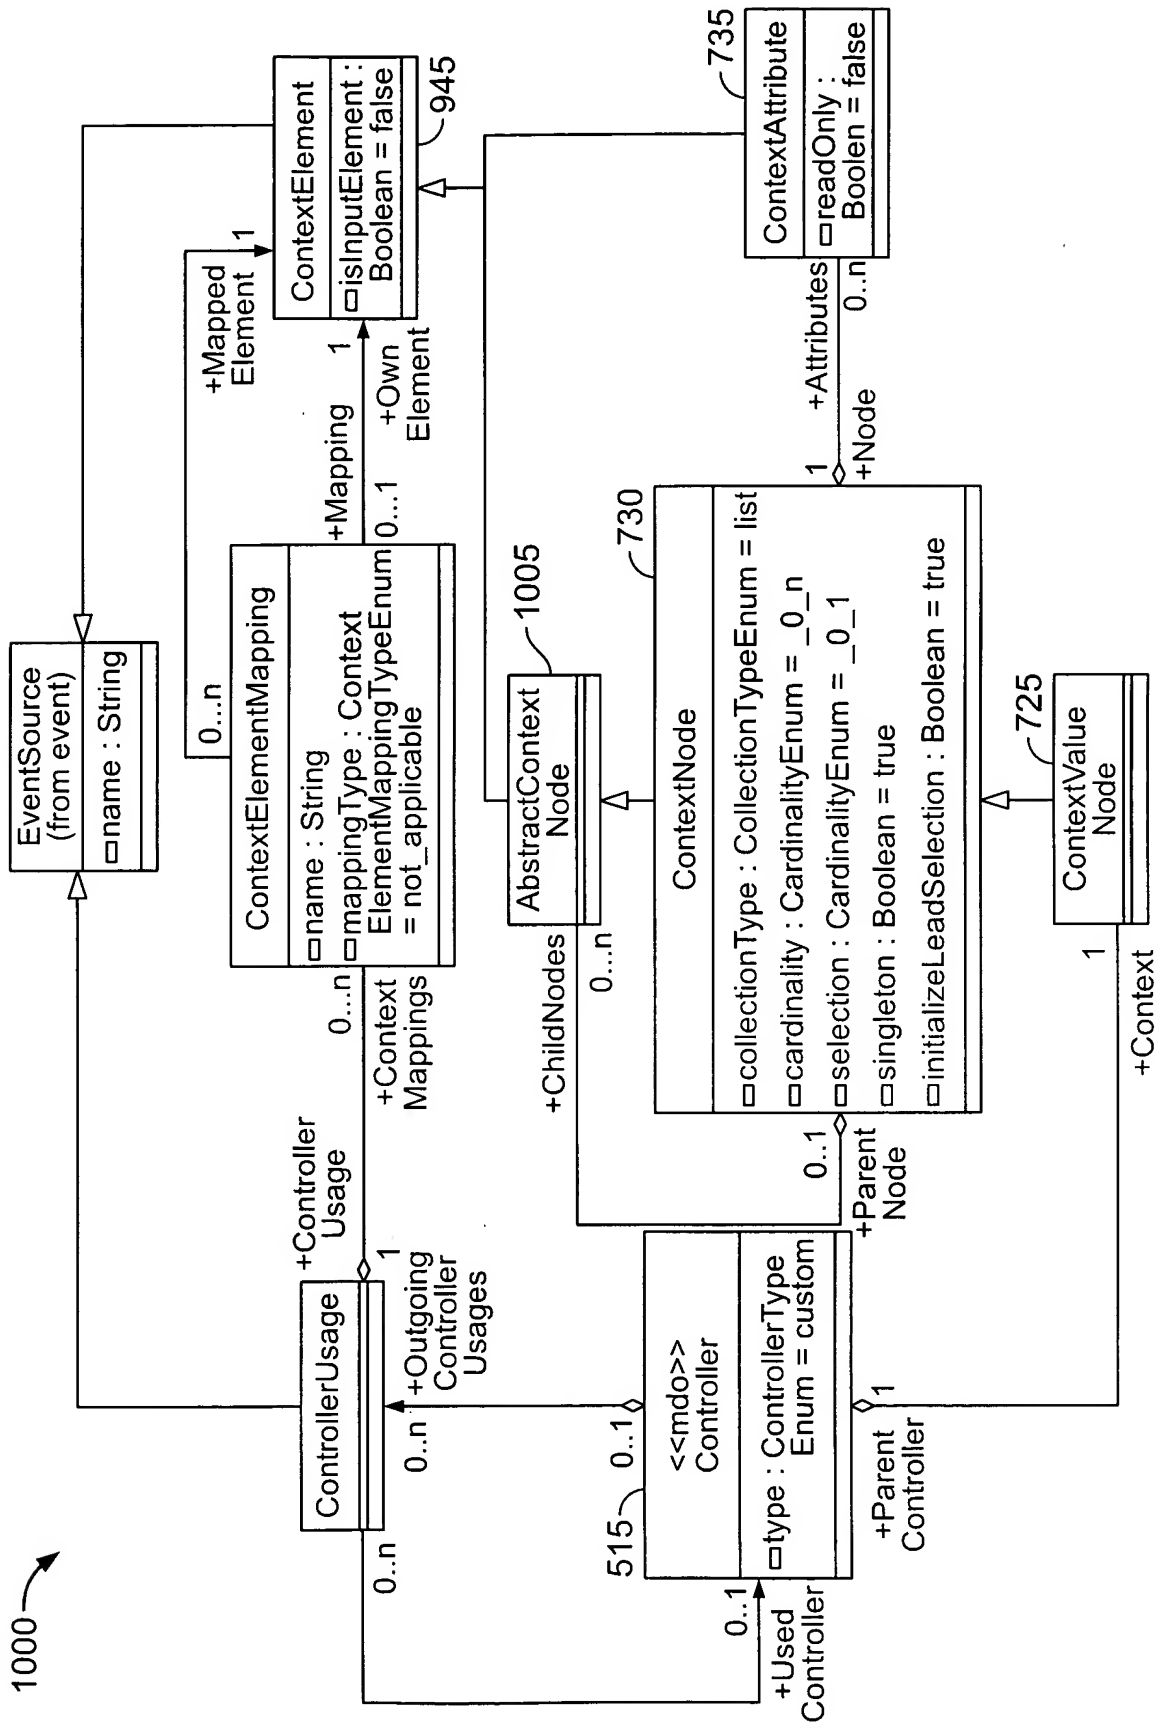 1000
EventSource
(from event)
name : String
ControllerUsage
0..n
0..n
+Outgoing
Controller
Usages
+Controller
Usage
1
0...n
+Context
Mappings
ContextElementMapping
name : String
mappingType : Context
ElementMappingTypeEnum
= not_applicable
0...n
+Mapped
Element
1
+Mapping
0...1
1
+Own
Element
ContextElement
isInputElement :
Boolean = false
945
515
<<mdo>>
Controller
type : ControllerType
Enum = custom
0..1
0..1
+Used
Controller
+Parent
Controller
1
+ChildNodes
0...n
AbstractContext
Node
1005
730
ContextNode
collectionType : CollectionTypeEnum = list
cardinality : CardinalityEnum = _0_n
selection : CardinalityEnum = _0_1
singleton : Boolean = true
initializeLeadSelection : Boolean = true
0..1
+Parent
Node
1
+Node
+Attributes
0..n
735
ContextAttribute
readOnly :
Boolen = false
725
ContextValue
Node
1
+Context